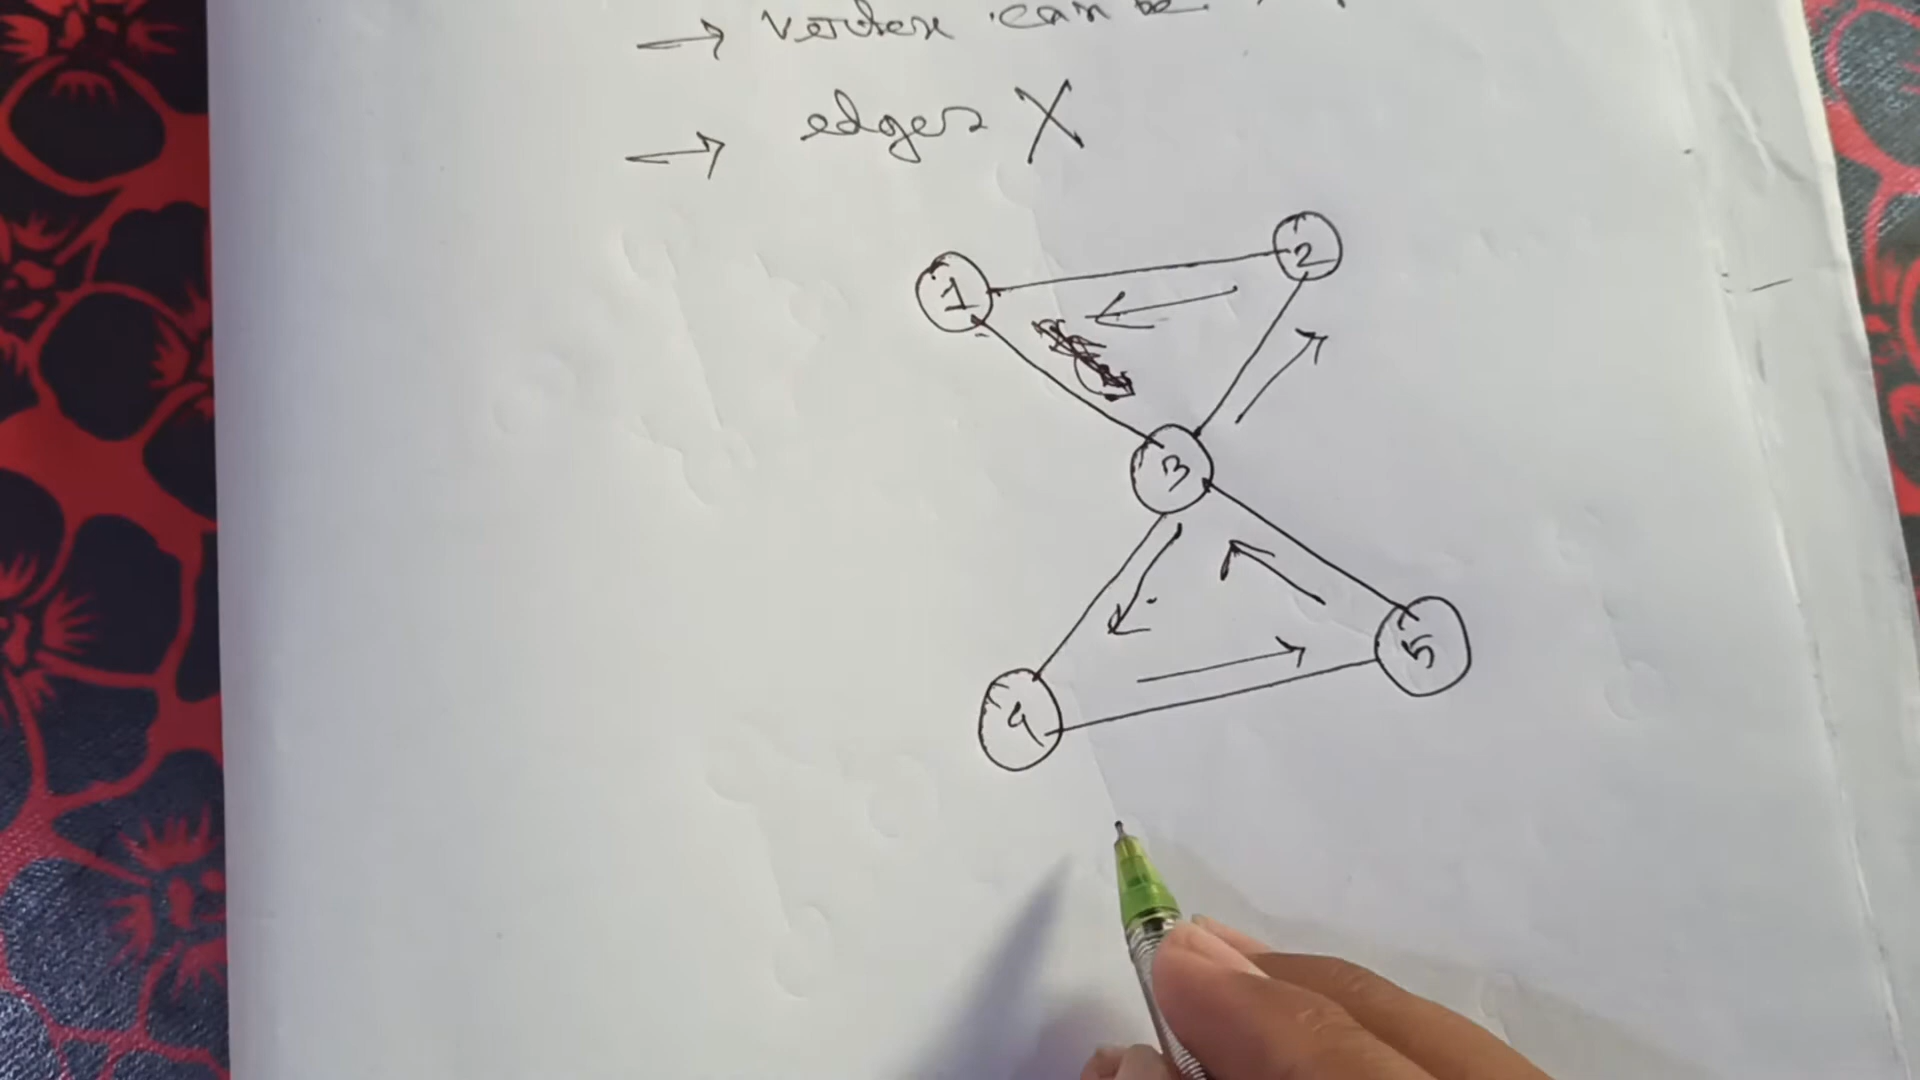 → vertex can be
→ edges X
1
2
3
4
5